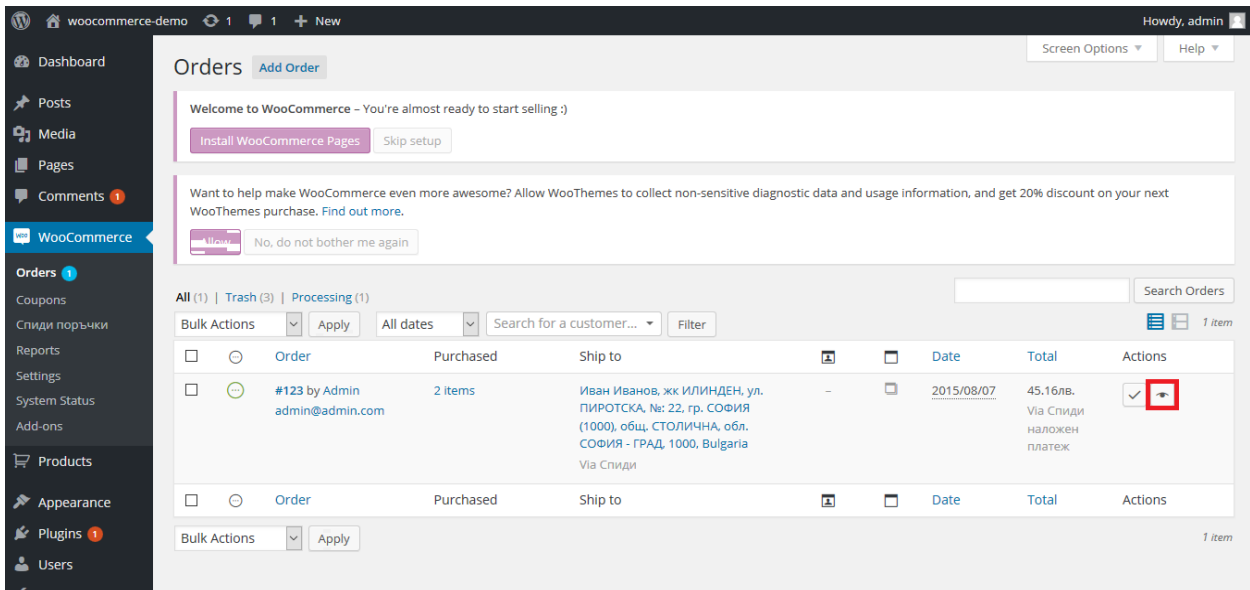 woocommerce-demo 1 1 + New Howdy, admin
Screen Options Help
Dashboard
Posts
Media
Pages
Comments 1
WooCommerce
Orders 1
Coupons
Спиди поръчки
Reports
Settings
System Status
Add-ons
Products
Appearance
Plugins 1
Users
Orders Add Order
Welcome to WooCommerce – You're almost ready to start selling :)
Install WooCommerce Pages Skip setup
Want to help make WooCommerce even more awesome? Allow WooThemes to collect non-sensitive diagnostic data and usage information, and get 20% discount on your next
WooThemes purchase. Find out more.
Allow No, do not bother me again
All (1) | Trash (3) | Processing (1)
Search Orders
Bulk Actions Apply All dates Search for a customer... Filter 1 item
Order Purchased Ship to Date Total Actions
#123 by Admin 2 items Иван Иванов, жк ИЛИНДЕН, ул. – 2015/08/07 45.16лв.
admin@admin.com ПИРОТСКА, №: 22, гр. СОФИЯ Via Спиди
(1000), общ. СТОЛИЧНА, обл. наложен
СОФИЯ - ГРАД, 1000, Bulgaria платеж
Via Спиди
Order Purchased Ship to Date Total Actions
Bulk Actions Apply 1 item